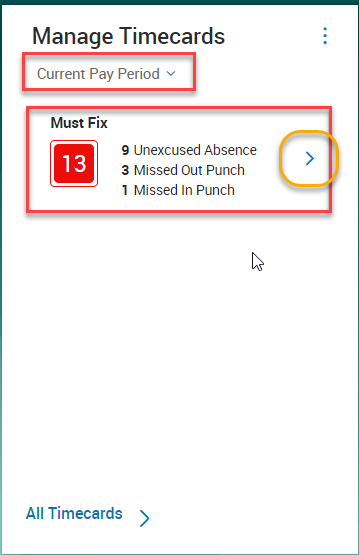 Manage Timecards
Current Pay Period
Must Fix
13
9 Unexcused Absence
3 Missed Out Punch
1 Missed In Punch
All Timecards